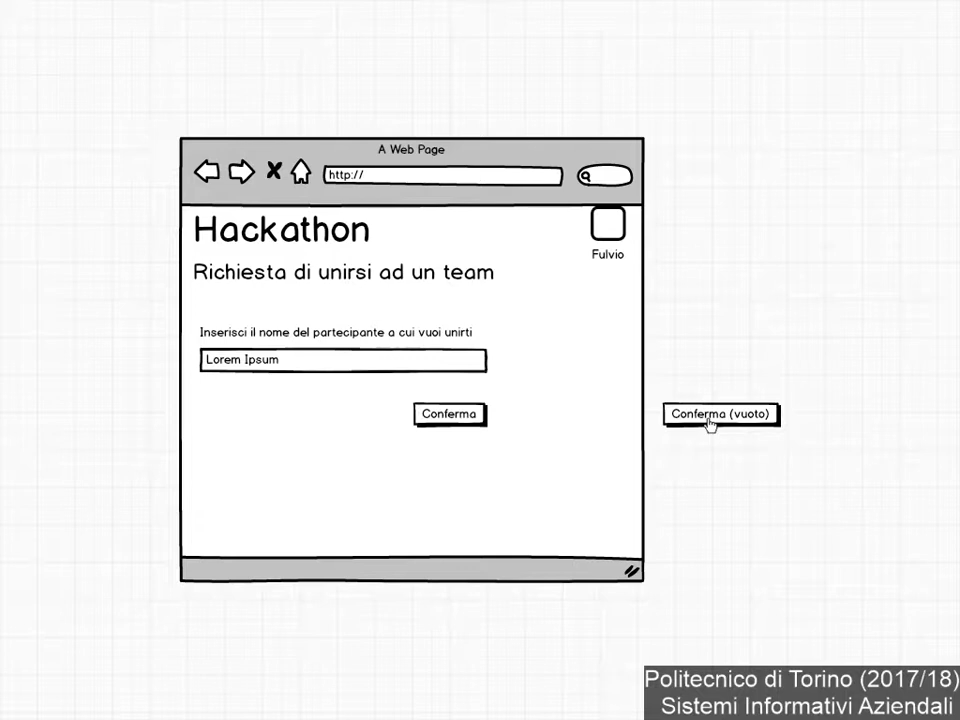 A Web Page
http://
Hackathon
Fulvio
Richiesta di unirsi ad un team
Inserisci il nome del partecipante a cui vuoi unirti
Lorem Ipsum
Conferma
Conferma (vuoto)
Politecnico di Torino (2017/18)
Sistemi Informativi Aziendali